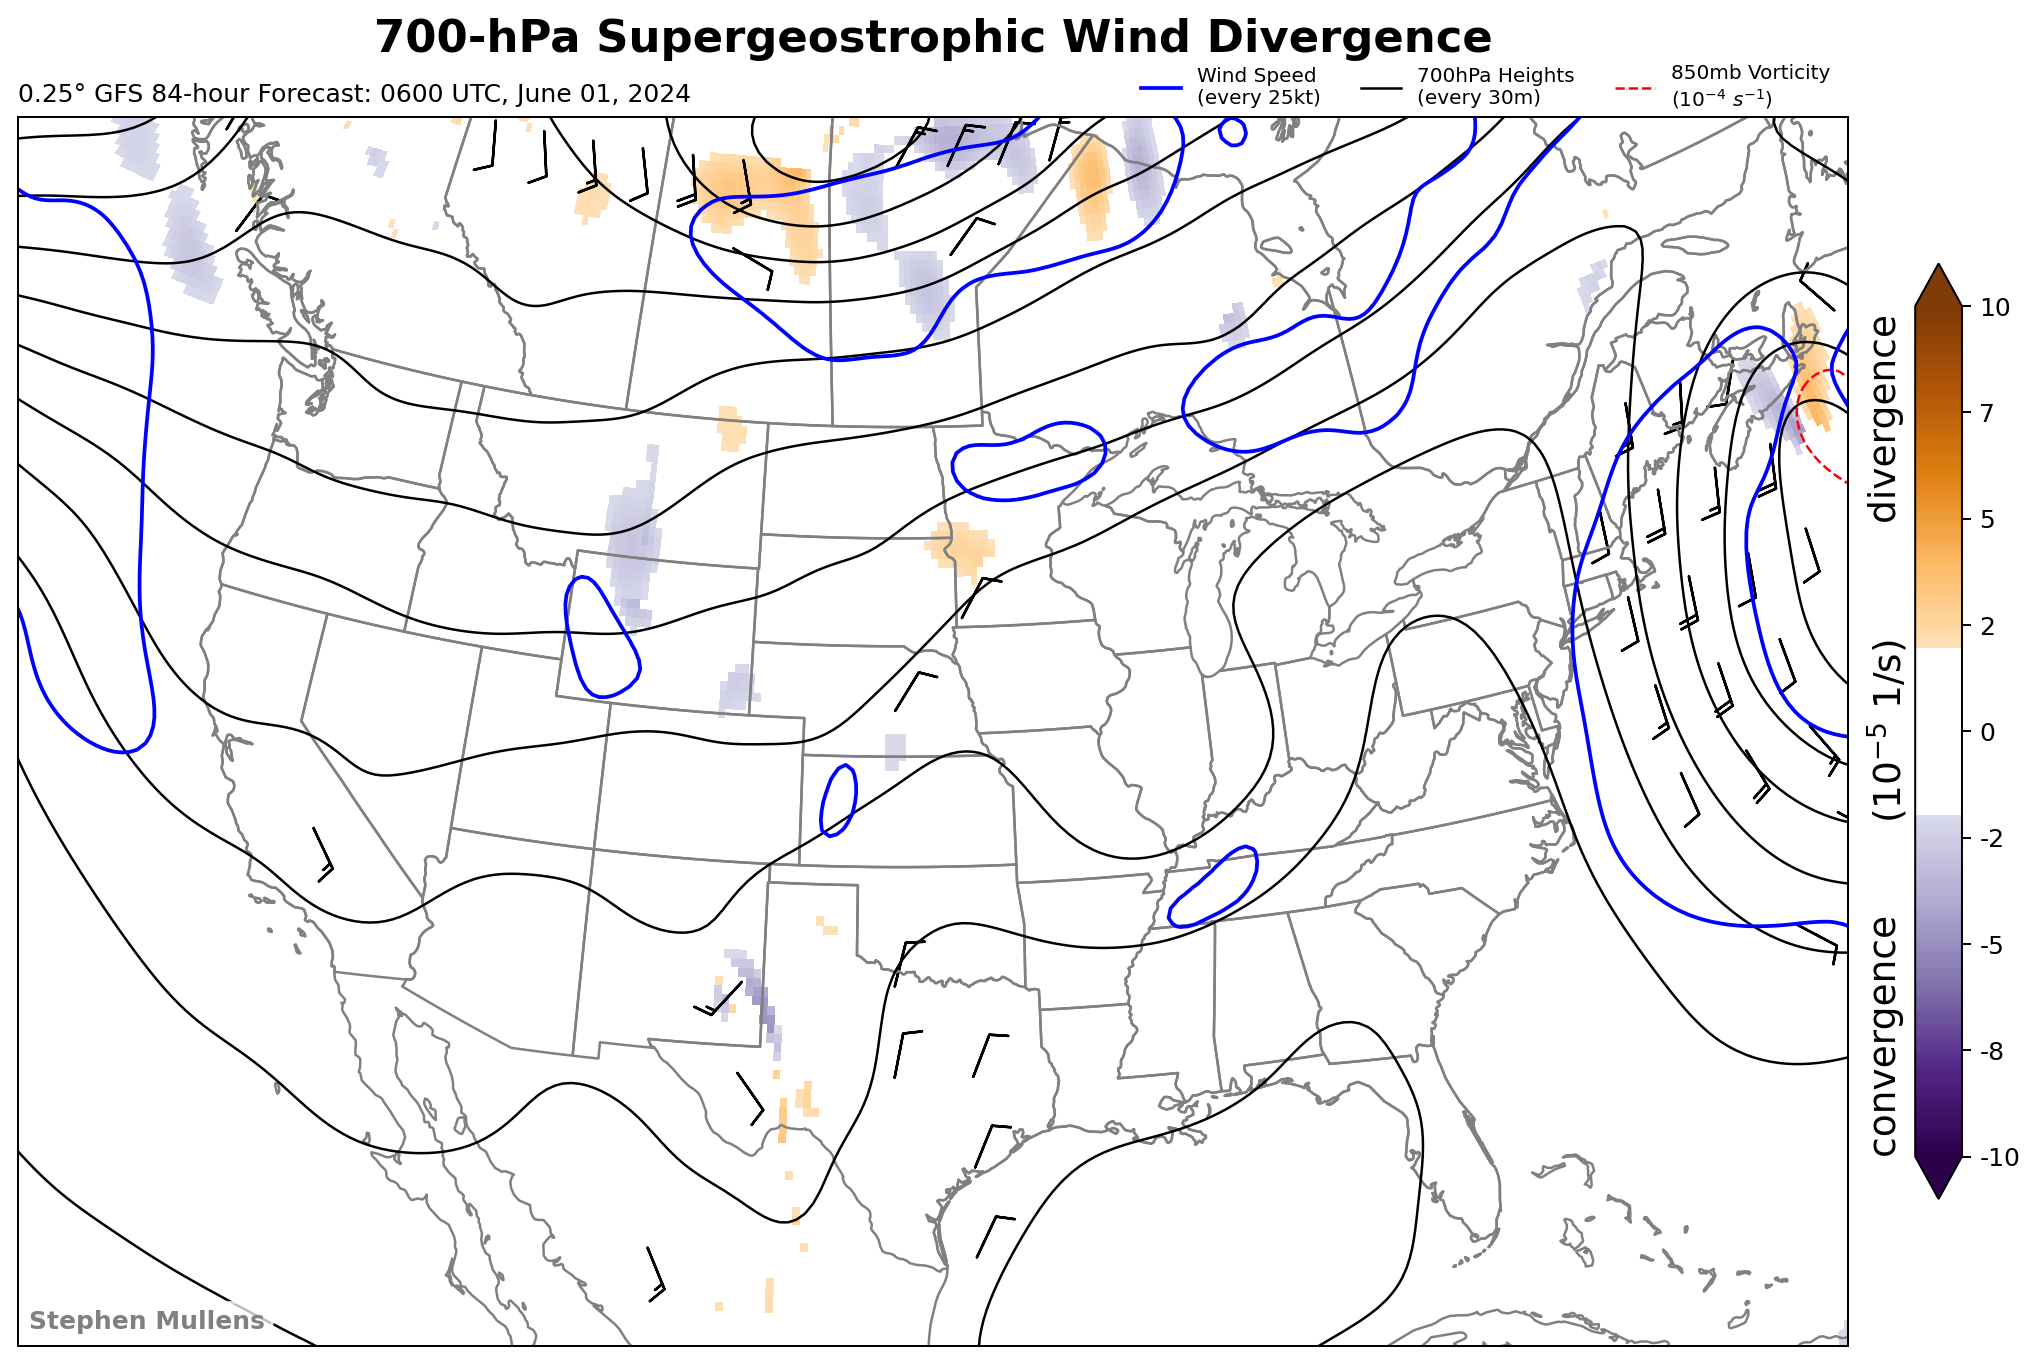 700-hPa Supergeostrophic Wind Divergence
0.25° GFS 84-hour Forecast: 0600 UTC, June 01, 2024
Wind Speed
(every 25kt)
700hPa Heights
(every 30m)
850mb Vorticity
(10⁻⁴ s⁻¹)
10
7
5
2
0
-2
-5
-8
-10
convergence (10⁻⁵ 1/s) divergence
Stephen Mullens